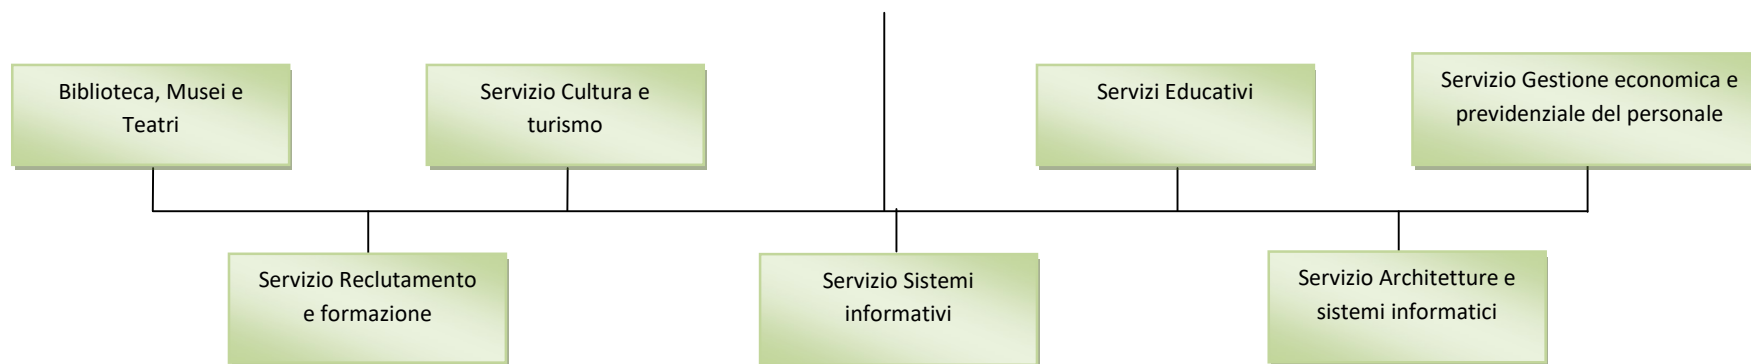 Biblioteca, Musei e
Teatri
Servizio Cultura e
turismo
Servizi Educativi
Servizio Gestione economica e
previdenziale del personale
Servizio Reclutamento
e formazione
Servizio Sistemi
informativi
Servizio Architetture e
sistemi informatici